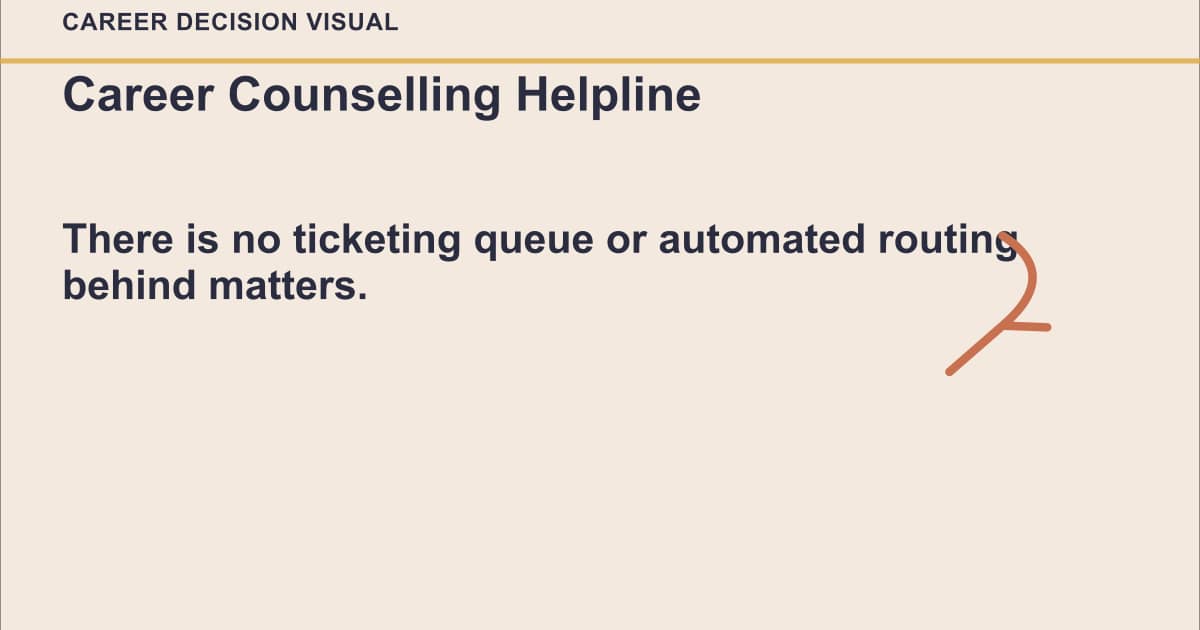 CAREER DECISION VISUAL
Career Counselling Helpline
There is no ticketing queue or automated routing
behind matters.